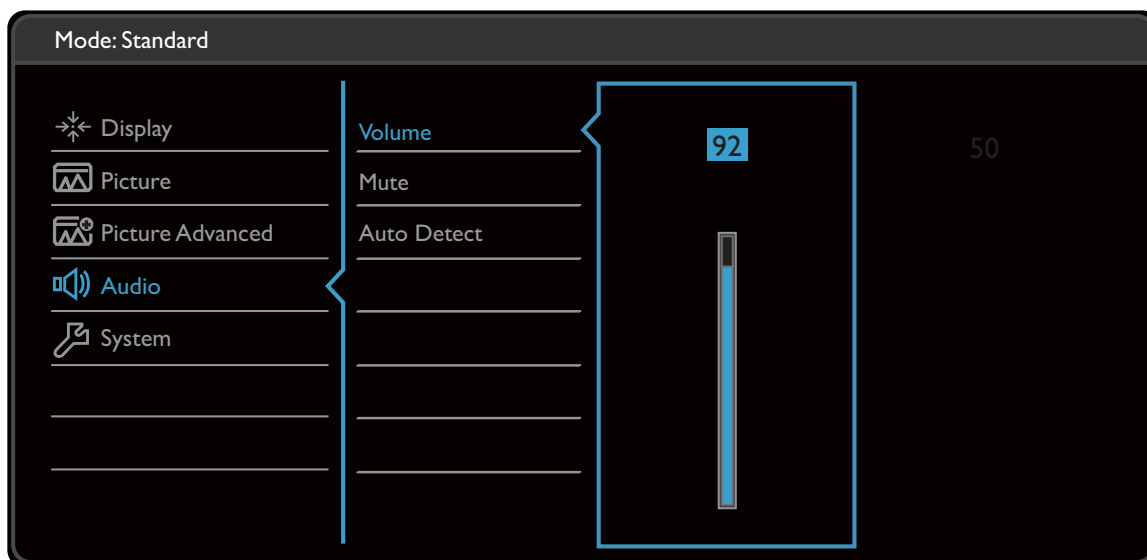 Mode: Standard
Display
Picture
Picture Advanced
Audio
System
Volume
Mute
Auto Detect
92
50